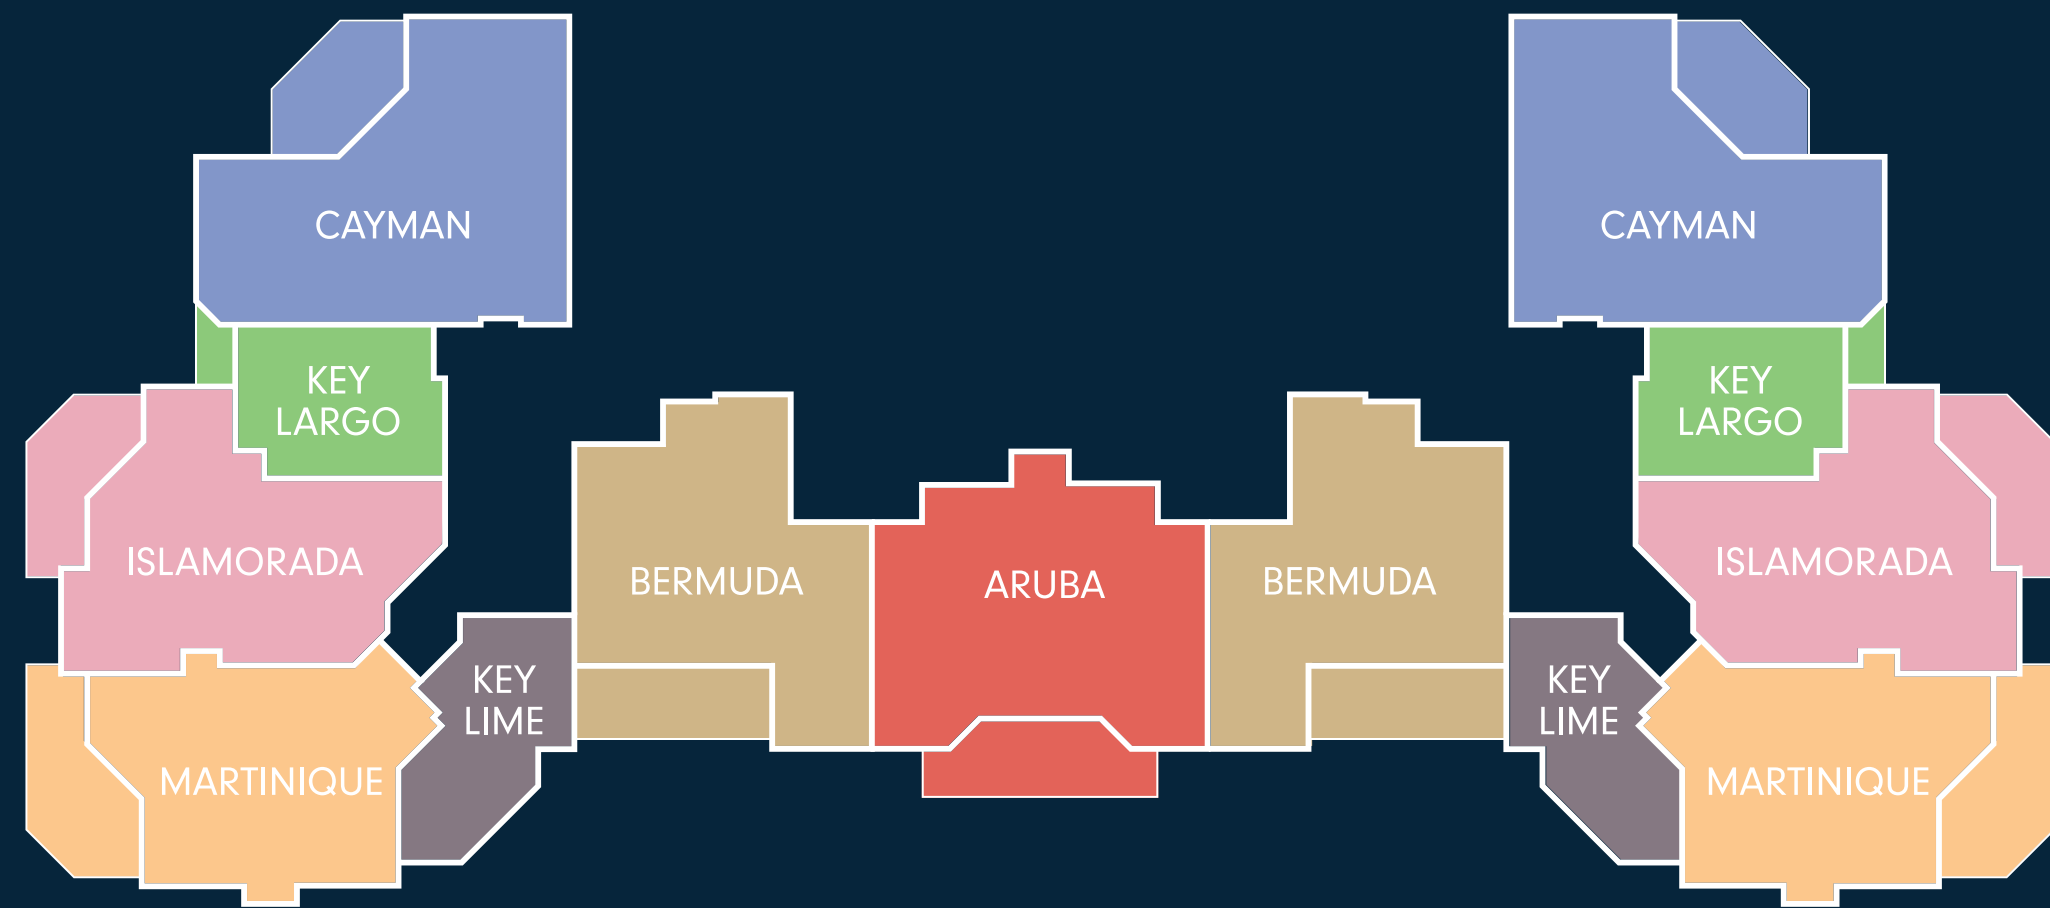 CAYMAN
CAYMAN
KEY
LARGO
KEY
LARGO
ISLAMORADA
BERMUDA
ARUBA
BERMUDA
ISLAMORADA
KEY
LIME
KEY
LIME
MARTINIQUE
MARTINIQUE